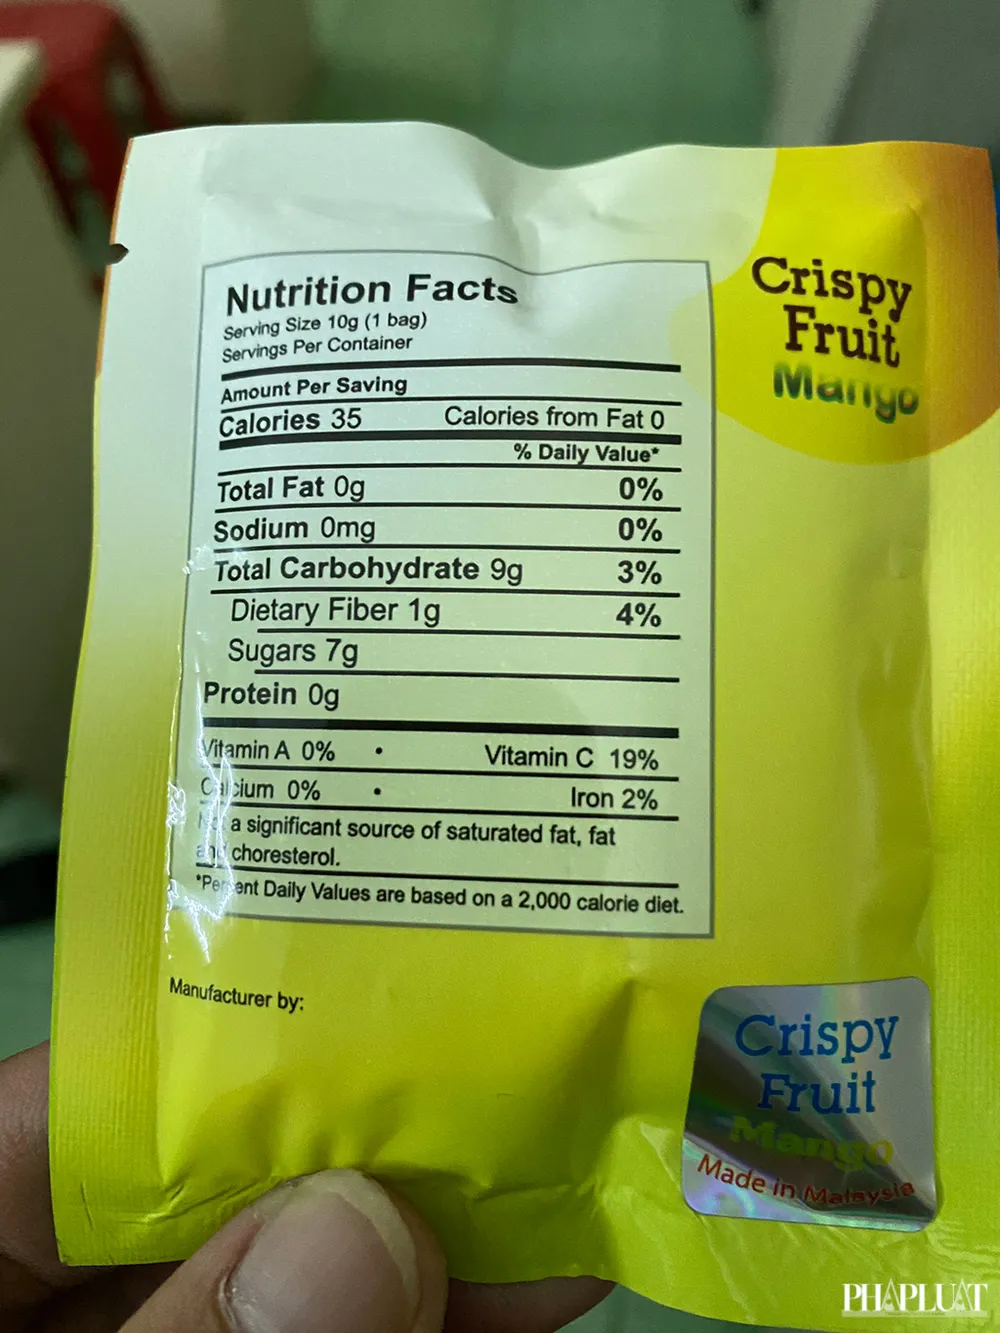 Nutrition Facts
Serving Size 10g (1 bag)
Servings Per Container
Amount Per Saving
Calories 35 Calories from Fat 0
% Daily Value*
Total Fat 0g 0%
Sodium 0mg 0%
Total Carbohydrate 9g 3%
Dietary Fiber 1g 4%
Sugars 7g
Protein 0g
Vitamin A 0% • Vitamin C 19%
Calcium 0% • Iron 2%
Not a significant source of saturated fat, fat
and choresterol.
*Percent Daily Values are based on a 2,000 calorie diet.
Manufacturer by:
Crispy
Fruit
Mango
Crispy
Fruit
Mango
Made in Malaysia
PHAPLUAT